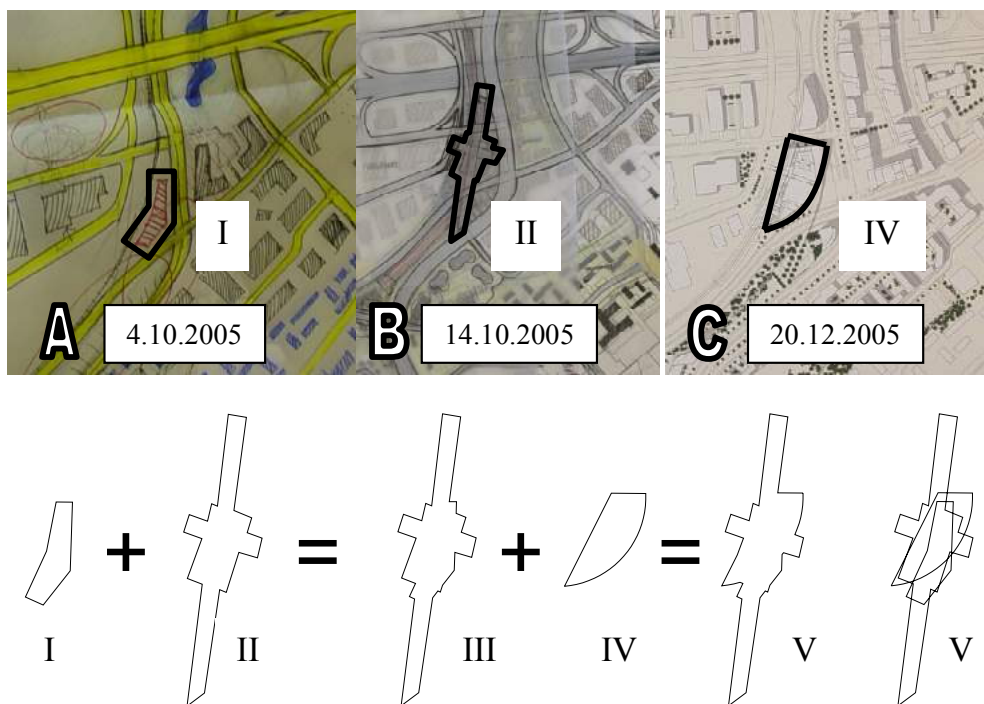 I
II
IV
A
4.10.2005
B
14.10.2005
C
20.12.2005
+
=
+
=
I
II
III
IV
V
V